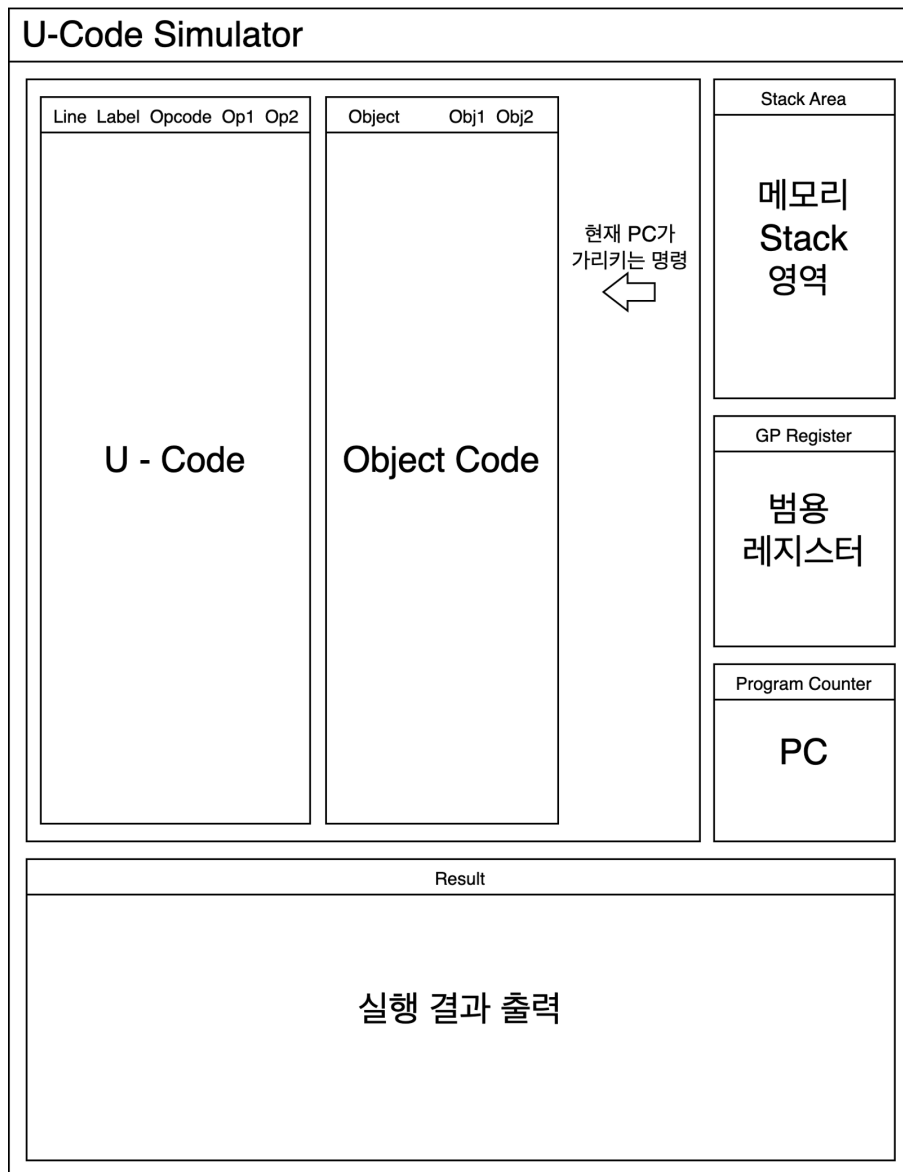 U-Code Simulator
Line Label Opcode Op1 Op2
Object Obj1 Obj2
U - Code
Object Code
현재 PC가
가리키는 명령
Stack Area
메모리
Stack
영역
GP Register
범용
레지스터
Program Counter
PC
Result
실행 결과 출력